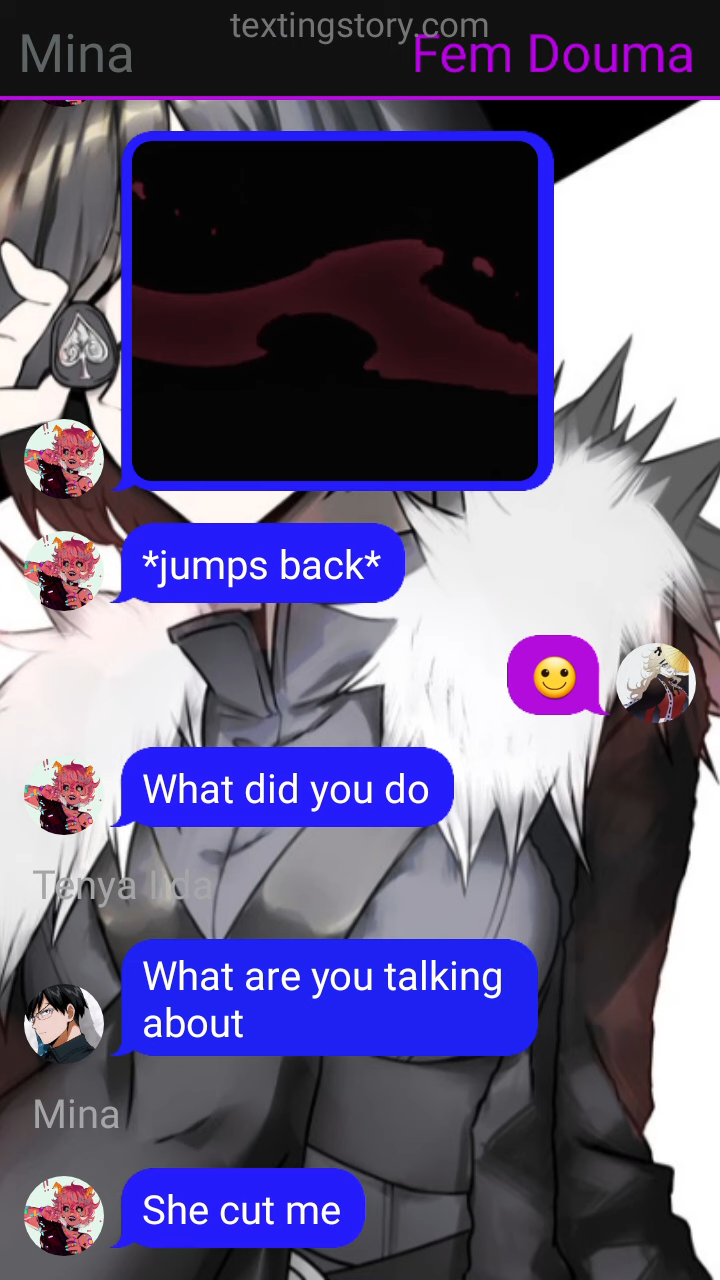 textingstory.com
Mina
Fem Douma
*jumps back*
🙂
What did you do
Tenya Iida
What are you talking
about
Mina
She cut me